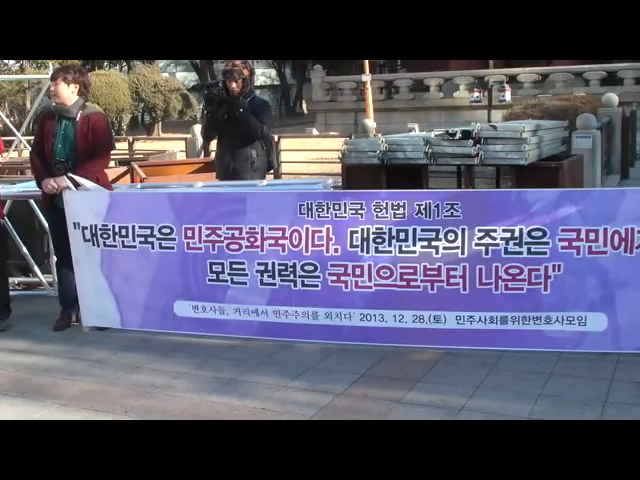 대한민국 헌법 제1조
"대한민국은 민주공화국이다. 대한민국의 주권은 국민에게
모든 권력은 국민으로부터 나온다"
'변호사들, 거리에서 민주주의를 외치다' 2013. 12. 28.(토) 민주사회를위한변호사모임